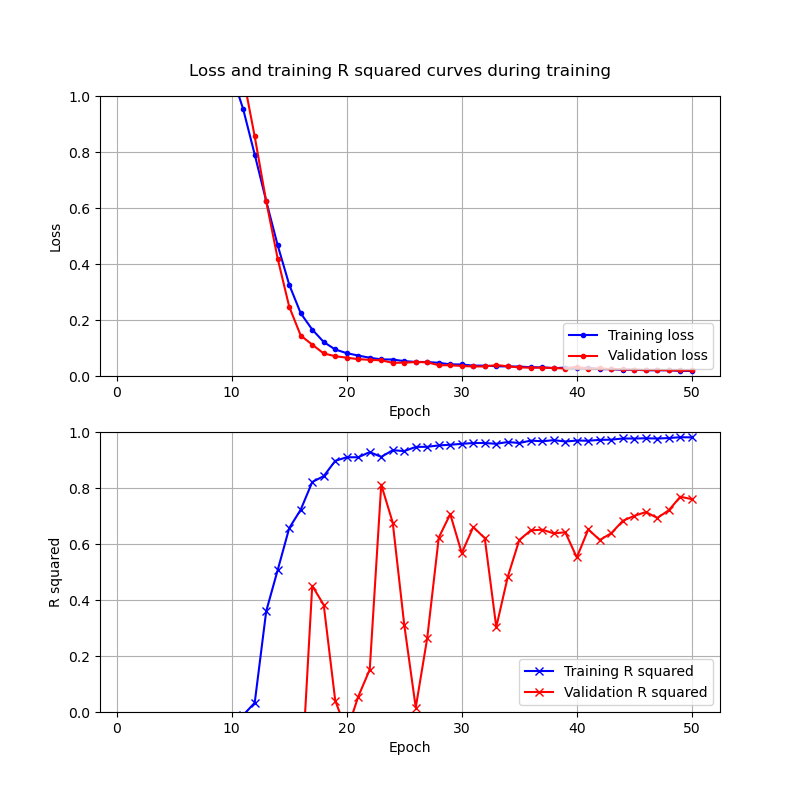 Loss and training R squared curves during training
1.0
0.8
0.6
0.4
0.2
0.0
Loss
Training loss
Validation loss
0 10 20 30 40 50
Epoch
1.0
0.8
0.6
0.4
0.2
0.0
R squared
Training R squared
Validation R squared
0 10 20 30 40 50
Epoch